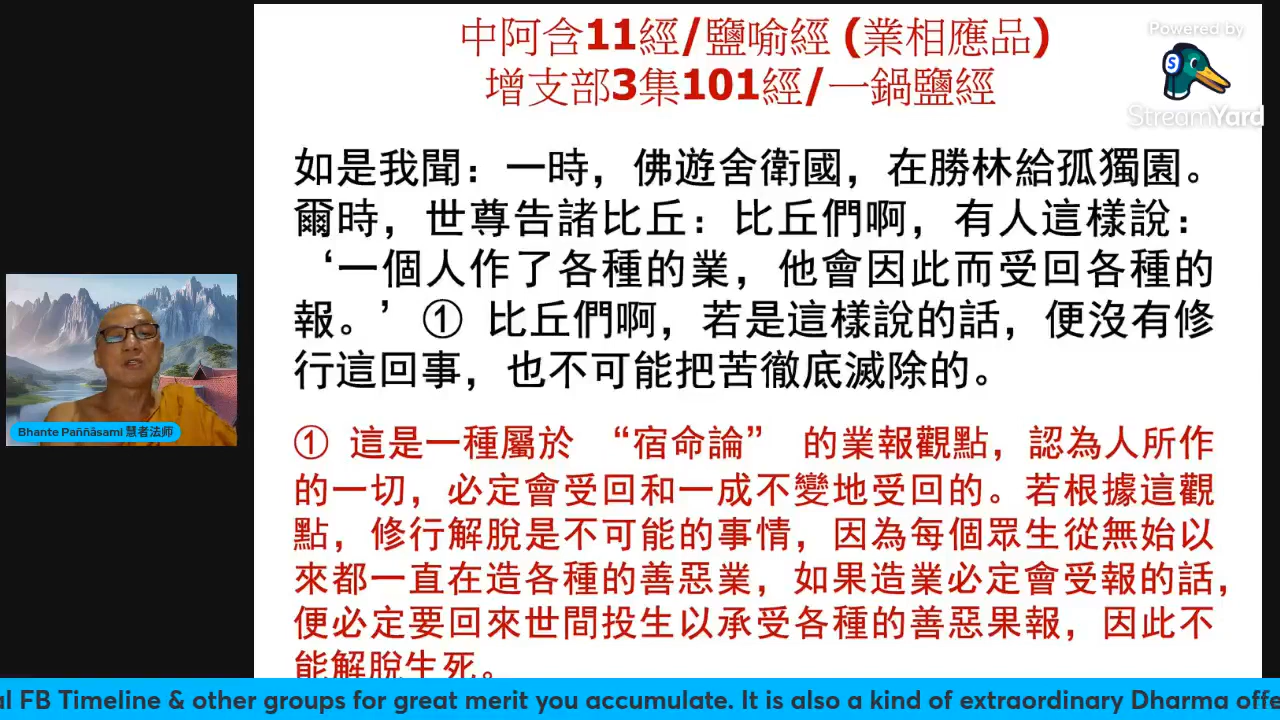 中阿含11經/鹽喻經 (業相應品)
增支部3集101經/一鍋鹽經
Powered by
S
StreamYard
如是我聞：一時，佛遊舍衛國，在勝林給孤獨園。
爾時，世尊告諸比丘：比丘們啊，有人這樣說：
‘一個人作了各種的業，他會因此而受回各種的
報。’ ① 比丘們啊，若是這樣說的話，便沒有修
行這回事，也不可能把苦徹底滅除的。
① 這是一種屬於 “宿命論” 的業報觀點，認為人所作
的一切，必定會受回和一成不變地受回的。若根據這觀
點，修行解脫是不可能的事情，因為每個眾生從無始以
來都一直在造各種的善惡業，如果造業必定會受報的話，
便必定要回來世間投生以承受各種的善惡果報，因此不
能解脫生死。
Bhante Paññāsami 慧者法师
al FB Timeline & other groups for great merit you accumulate. It is also a kind of extraordinary Dharma offe